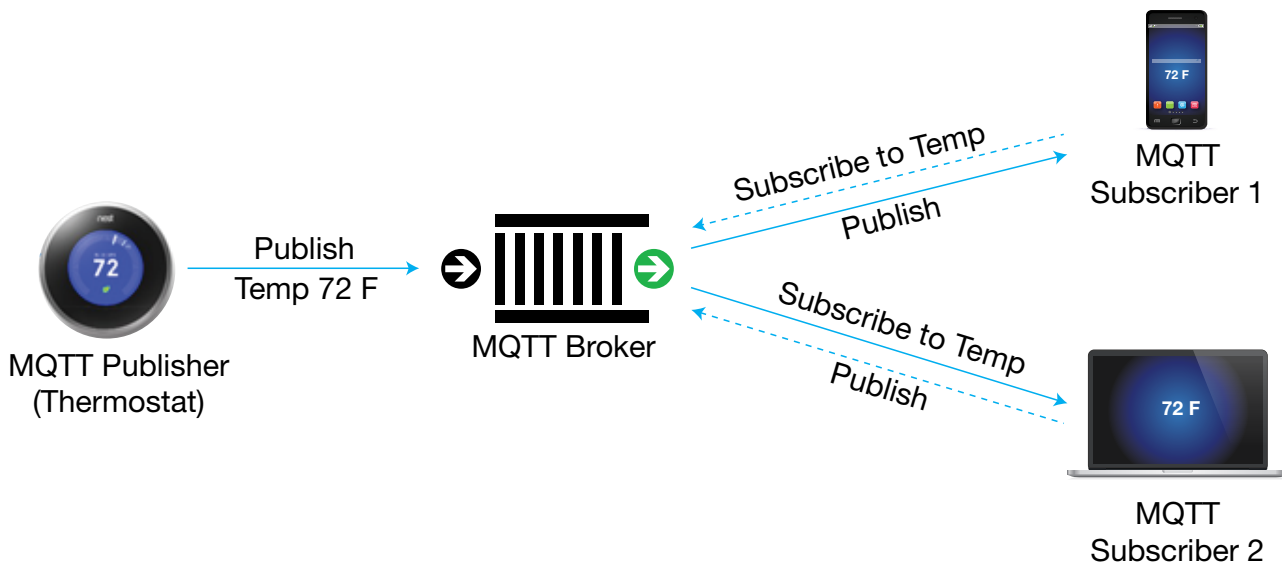 nest
72
MQTT Publisher
(Thermostat)
Publish
Temp 72 F
MQTT Broker
Subscribe to Temp
Publish
72 F
MQTT
Subscriber 1
Subscribe to Temp
Publish
72 F
MQTT
Subscriber 2